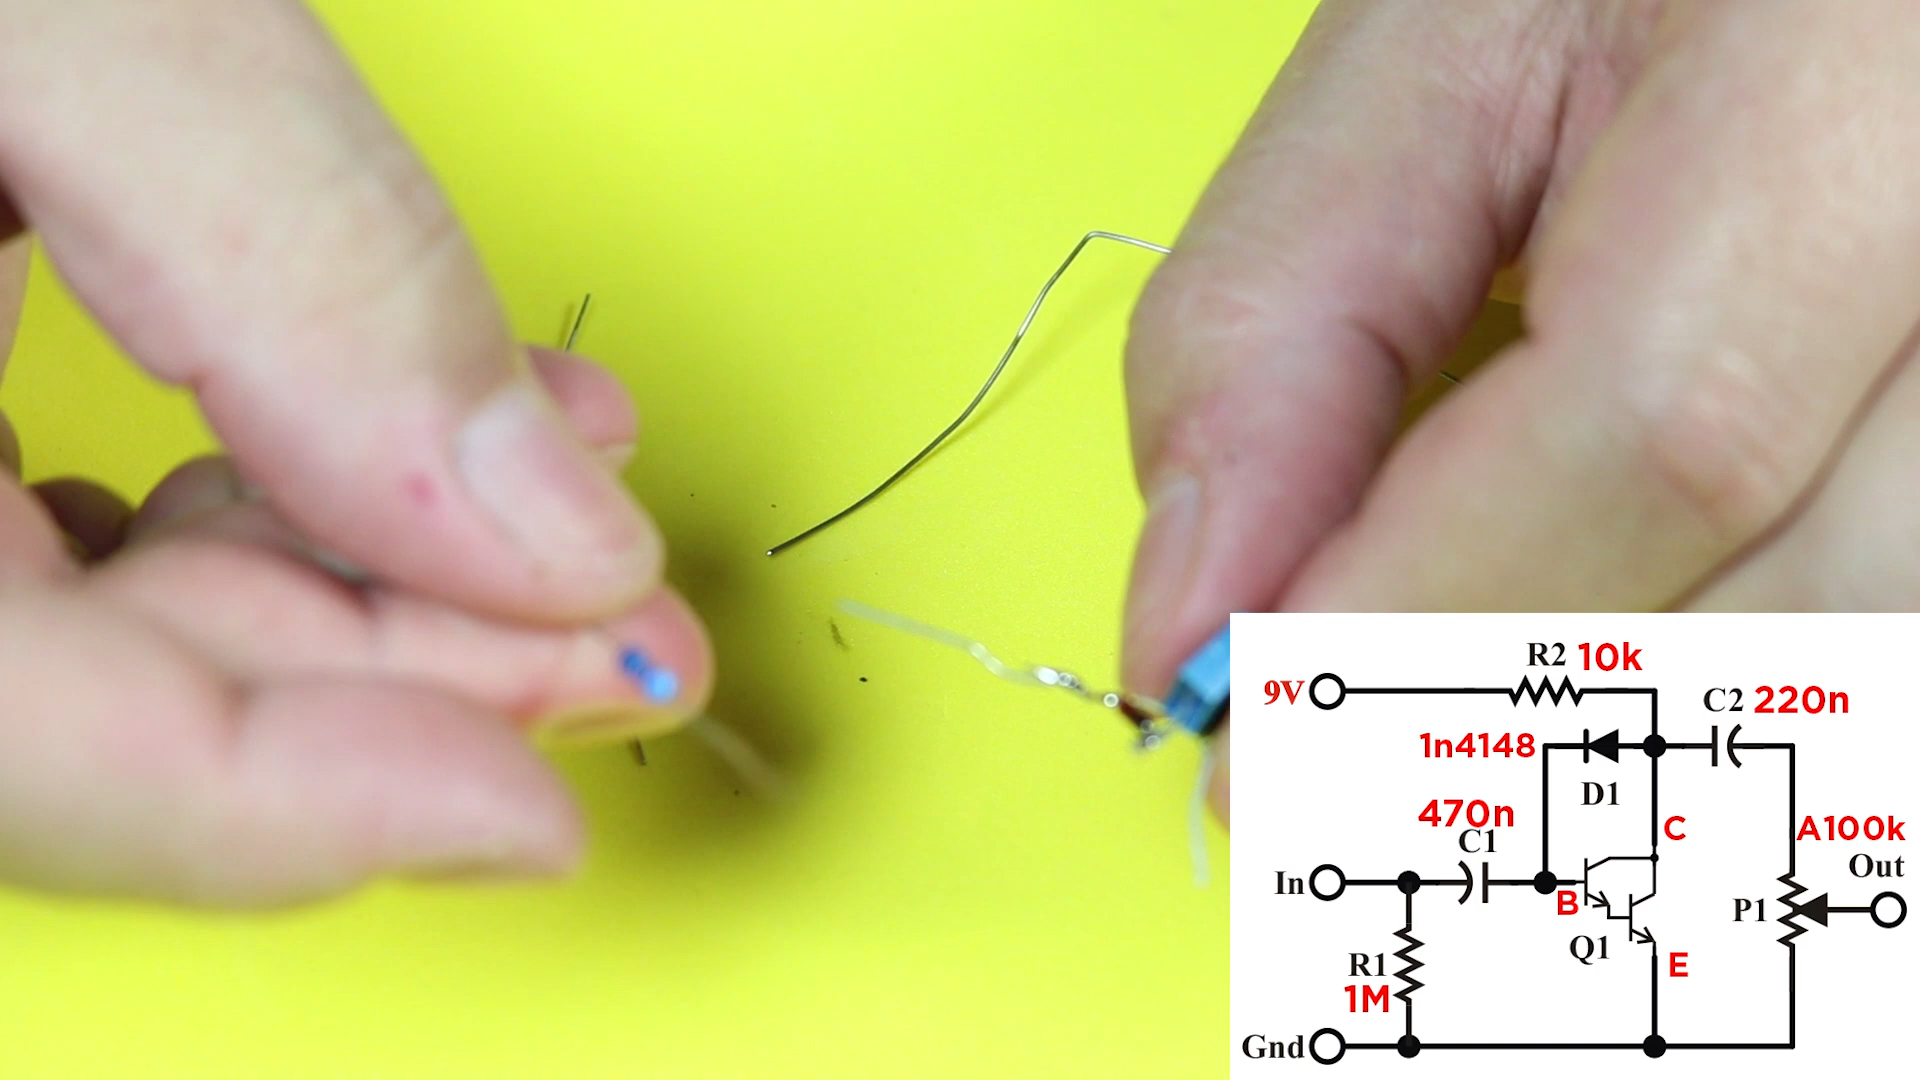 R2 10k
9V
C2 220n
1n4148
D1
470n
C1
C
A100k
Out
In
B
P1
Q1
R1
E
1M
Gnd